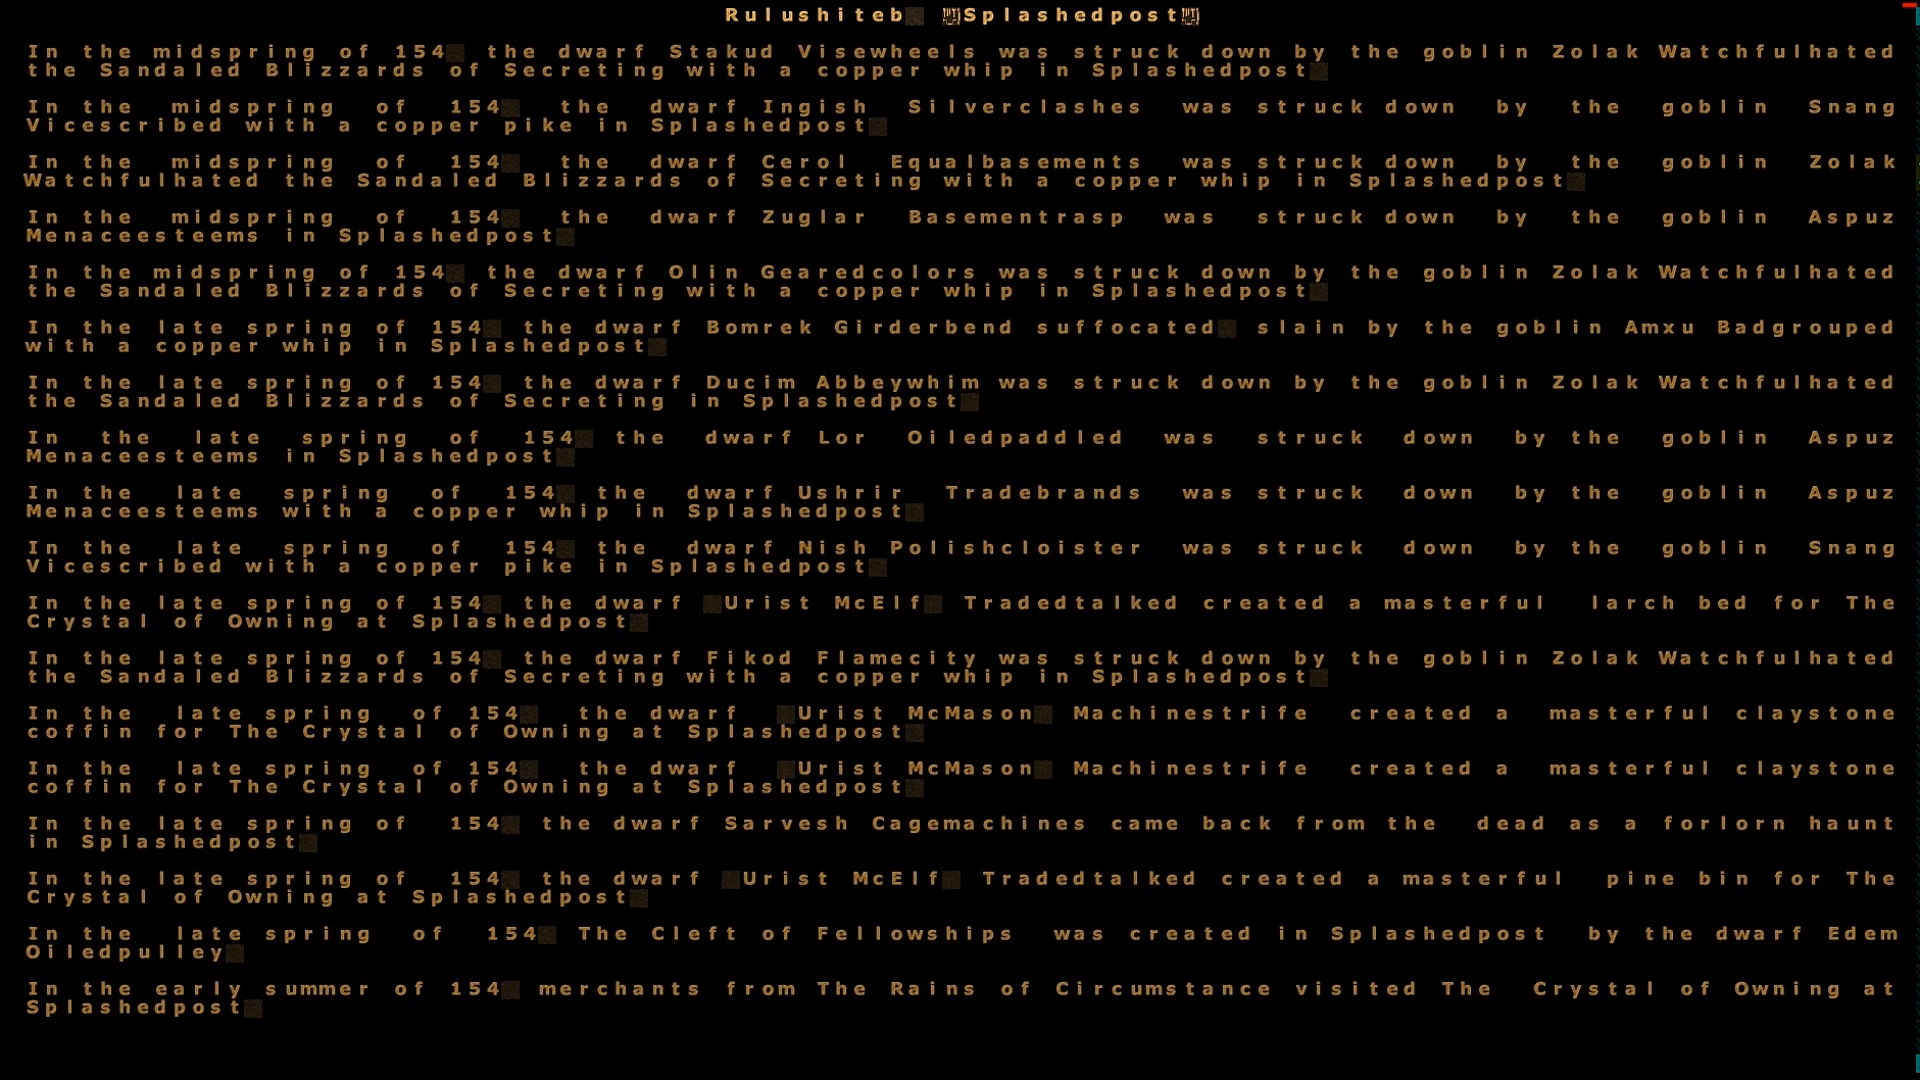 Rulushiteb Splashedpost
In the midspring of 154 the dwarf Stakud Visewheels was struck down by the goblin Zolak Watchfulhated
the Sandaled Blizzards of Secreting with a copper whip in Splashedpost
In the midspring of 154 the dwarf Ingish Silverclashes was struck down by the goblin Snang
Vicescribed with a copper pike in Splashedpost
In the midspring of 154 the dwarf Cerol Equalbasements was struck down by the goblin Zolak
Watchfulhated the Sandaled Blizzards of Secreting with a copper whip in Splashedpost
In the midspring of 154 the dwarf Zuglar Basementrasp was struck down by the goblin Aspuz
Menaceesteems in Splashedpost
In the midspring of 154 the dwarf Olin Gearedcolors was struck down by the goblin Zolak Watchfulhated
the Sandaled Blizzards of Secreting with a copper whip in Splashedpost
In the late spring of 154 the dwarf Bomrek Girderbend suffocated slain by the goblin Amxu Badgrouped
with a copper whip in Splashedpost
In the late spring of 154 the dwarf Ducim Abbeywhim was struck down by the goblin Zolak Watchfulhated
the Sandaled Blizzards of Secreting in Splashedpost
In the late spring of 154 the dwarf Lor Oiledpaddled was struck down by the goblin Aspuz
Menaceesteems in Splashedpost
In the late spring of 154 the dwarf Ushrir Tradebrands was struck down by the goblin Aspuz
Menaceesteems with a copper whip in Splashedpost
In the late spring of 154 the dwarf Nish Polishcloister was struck down by the goblin Snang
Vicescribed with a copper pike in Splashedpost
In the late spring of 154 the dwarf Urist McElf Tradedtalked created a masterful larch bed for The
Crystal of Owning at Splashedpost
In the late spring of 154 the dwarf Fikod Flamecity was struck down by the goblin Zolak Watchfulhated
the Sandaled Blizzards of Secreting with a copper whip in Splashedpost
In the late spring of 154 the dwarf Urist McMason Machinestrife created a masterful claystone
coffin for The Crystal of Owning at Splashedpost
In the late spring of 154 the dwarf Urist McMason Machinestrife created a masterful claystone
coffin for The Crystal of Owning at Splashedpost
In the late spring of 154 the dwarf Sarvesh Cagemachines came back from the dead as a forlorn haunt
in Splashedpost
In the late spring of 154 the dwarf Urist McElf Tradedtalked created a masterful pine bin for The
Crystal of Owning at Splashedpost
In the late spring of 154 The Cleft of Fellowships was created in Splashedpost by the dwarf Edem
Oiledpulley
In the early summer of 154 merchants from The Rains of Circumstance visited The Crystal of Owning at
Splashedpost